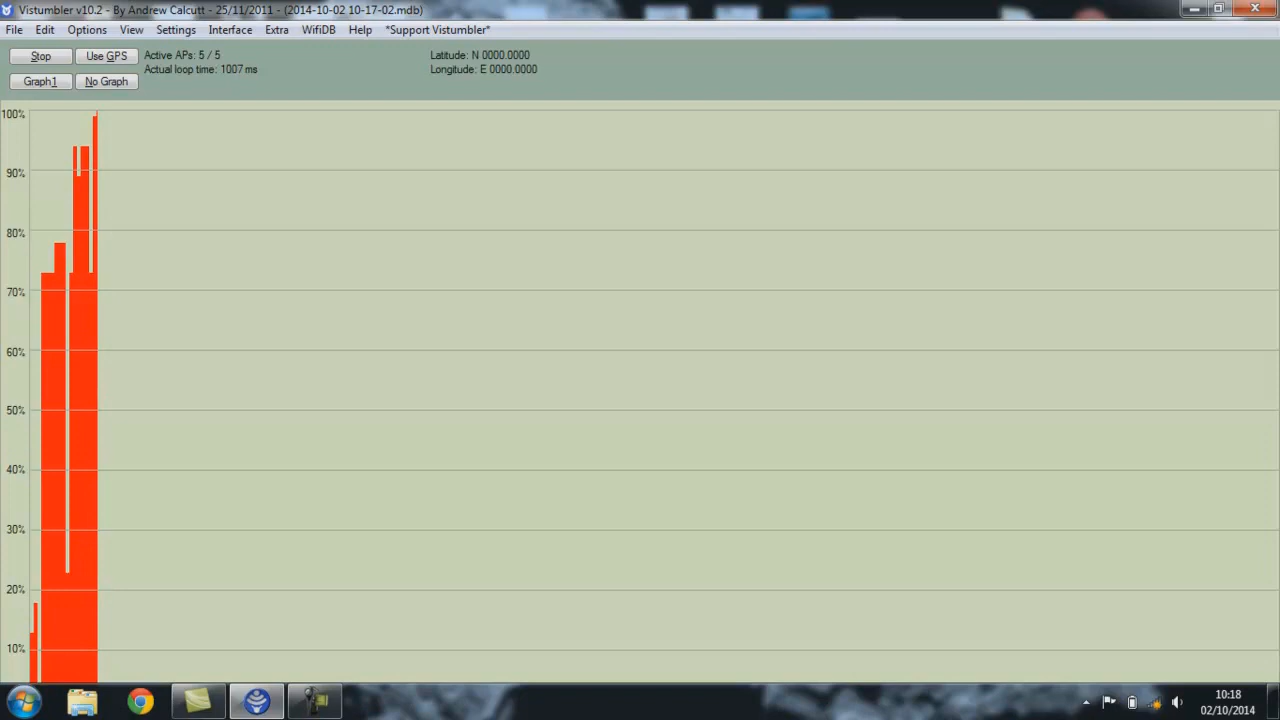 Vistumbler v10.2 - By Andrew Calcutt - 25/11/2011 - (2014-10-02 10-17-02.mdb)
File Edit Options View Settings Interface Extra WifiDB Help *Support Vistumbler*
Stop Use GPS Active APs: 5 / 5 Latitude: N 0000.0000
Actual loop time: 1007 ms Longitude: E 0000.0000
Graph1 No Graph
100%
90%
80%
70%
60%
50%
40%
30%
20%
10%
10:18
02/10/2014